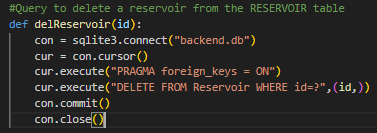 #Query to delete a reservoir from the RESERVOIR table
def delReservoir(id):
    con = sqlite3.connect("backend.db")
    cur = con.cursor()
    cur.execute("PRAGMA foreign_keys = ON")
    cur.execute("DELETE FROM Reservoir WHERE id=?",(id,))
    con.commit()
    con.close()